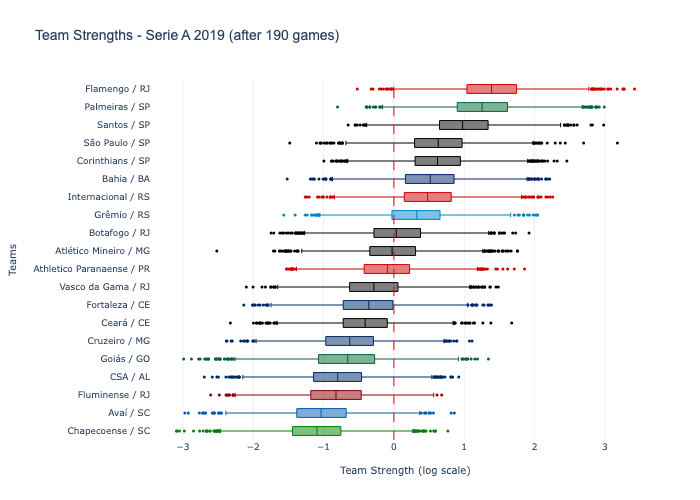 Team Strengths - Serie A 2019 (after 190 games)
Flamengo / RJ
Palmeiras / SP
Santos / SP
São Paulo / SP
Corinthians / SP
Bahia / BA
Internacional / RS
Grêmio / RS
Botafogo / RJ
Atlético Mineiro / MG
Athletico Paranaense / PR
Vasco da Gama / RJ
Fortaleza / CE
Ceará / CE
Cruzeiro / MG
Goiás / GO
CSA / AL
Fluminense / RJ
Avaí / SC
Chapecoense / SC
Teams
−3 −2 −1 0 1 2 3
Team Strength (log scale)